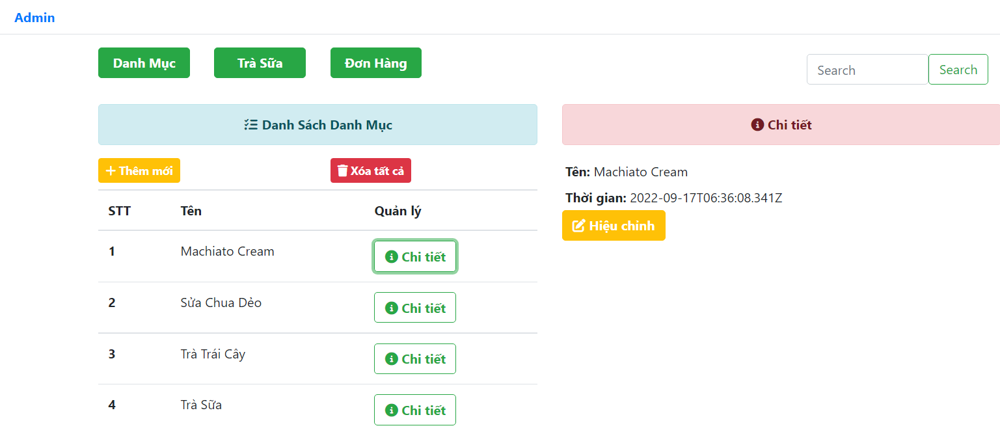 Admin
Danh Mục Trà Sữa Đơn Hàng
Search Search
Danh Sách Danh Mục
Thêm mới Xóa tất cả
STT Tên Quản lý
1 Machiato Cream Chi tiết
2 Sửa Chua Dẻo Chi tiết
3 Trà Trái Cây Chi tiết
4 Trà Sữa Chi tiết
Chi tiết
Tên: Machiato Cream
Thời gian: 2022-09-17T06:36:08.341Z
Hiệu chỉnh